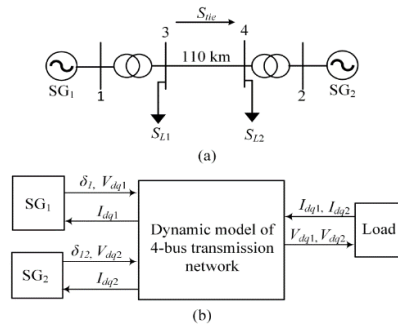 S_tie
3
4
110 km
SG₁
SG₂
1
2
S_L1
S_L2
(a)
δ₁, V_dq1
SG₁
I_dq1
δ₁₂, V_dq2
SG₂
I_dq2
Dynamic model of
4-bus transmission
network
I_dq1, I_dq2
V_dq1, V_dq2
Load
(b)